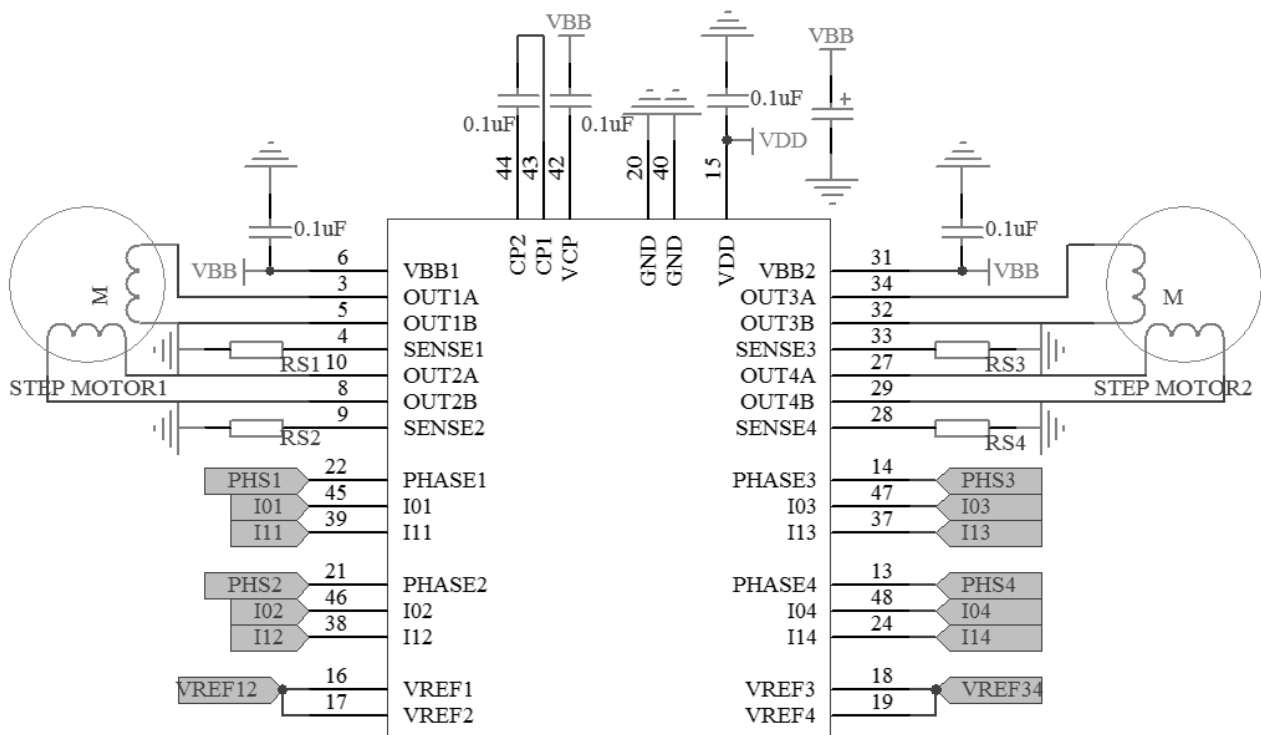 VBB
VBB
0.1uF
0.1uF
0.1uF
+
VDD
44
43
42
20
40
15
CP2
CP1
VCP
GND
GND
VDD
0.1uF
0.1uF
VBB
6
VBB1
VBB2
31
VBB
M
3
OUT1A
OUT3A
34
M
5
OUT1B
OUT3B
32
4
SENSE1
SENSE3
33
RS1
10
OUT2A
OUT4A
27
RS3
STEP MOTOR1
8
OUT2B
OUT4B
29
STEP MOTOR2
9
SENSE2
SENSE4
28
RS2
RS4
PHS1
22
PHASE1
PHASE3
14
PHS3
I01
45
I01
I03
47
I03
I11
39
I11
I13
37
I13
PHS2
21
PHASE2
PHASE4
13
PHS4
I02
46
I02
I04
48
I04
I12
38
I12
I14
24
I14
VREF12
16
VREF1
VREF3
18
VREF34
17
VREF2
VREF4
19